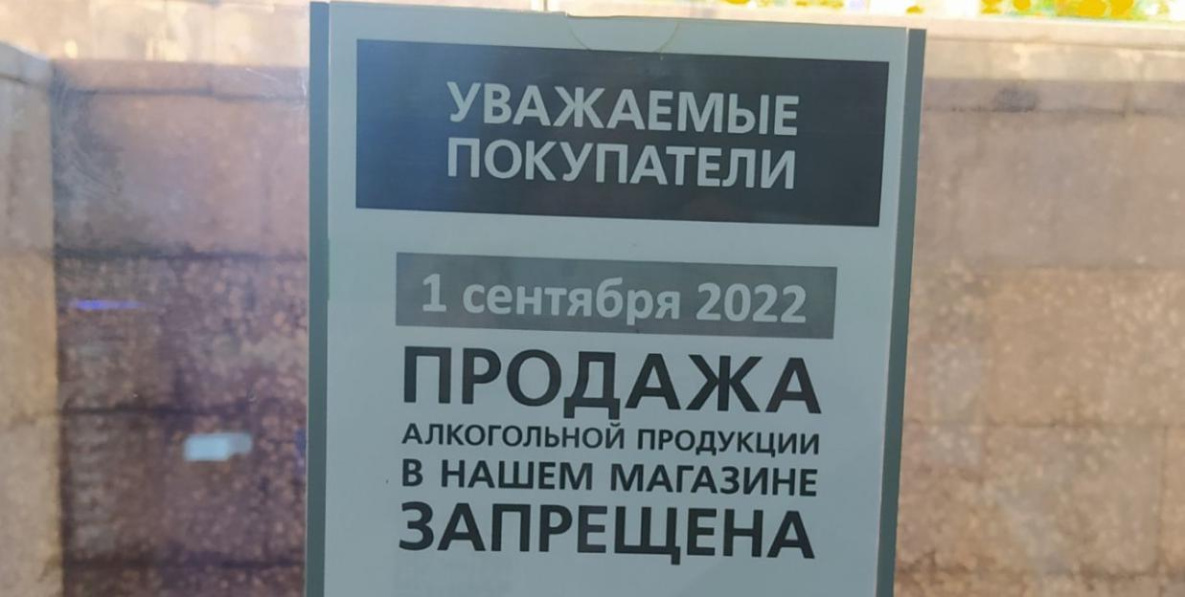 УВАЖАЕМЫЕ
ПОКУПАТЕЛИ
1 сентября 2022
ПРОДАЖА
АЛКОГОЛЬНОЙ ПРОДУКЦИИ
В НАШЕМ МАГАЗИНЕ
ЗАПРЕЩЕНА